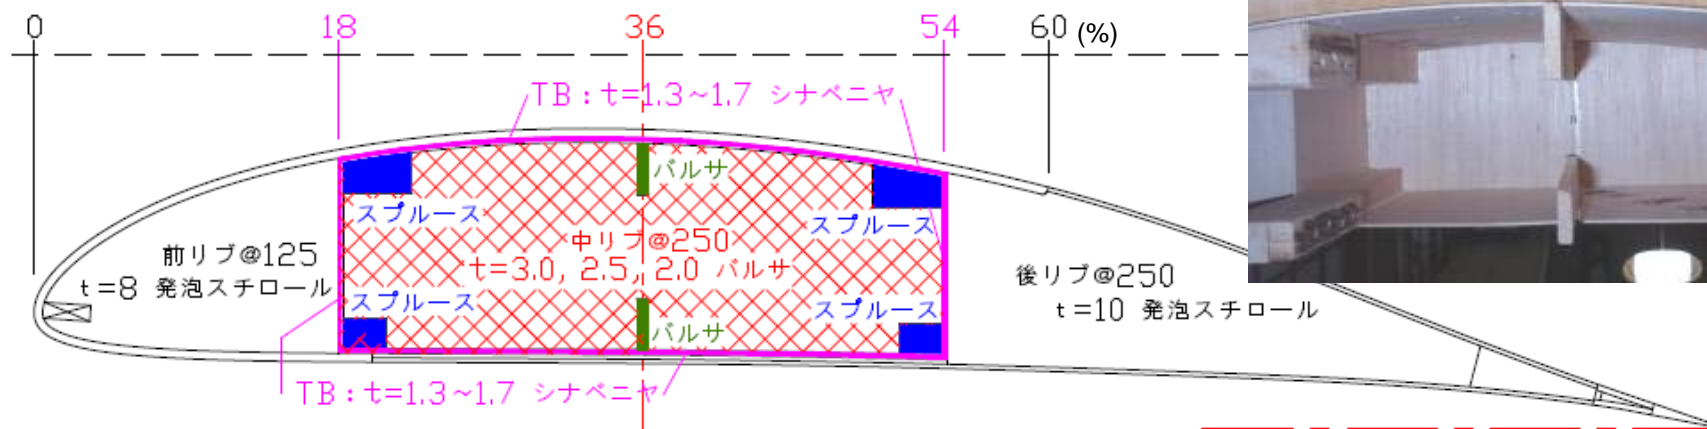 0
18
36
54
60 (%)
TB:t=1.3~1.7 シナベニヤ
バルサ
スプルース
スプルース
前リブ@125
t=8 発泡スチロール
中リブ@250
t=3.0, 2.5, 2.0 バルサ
後リブ@250
t=10 発泡スチロール
スプルース
スプルース
バルサ
TB:t=1.3~1.7 シナベニヤ